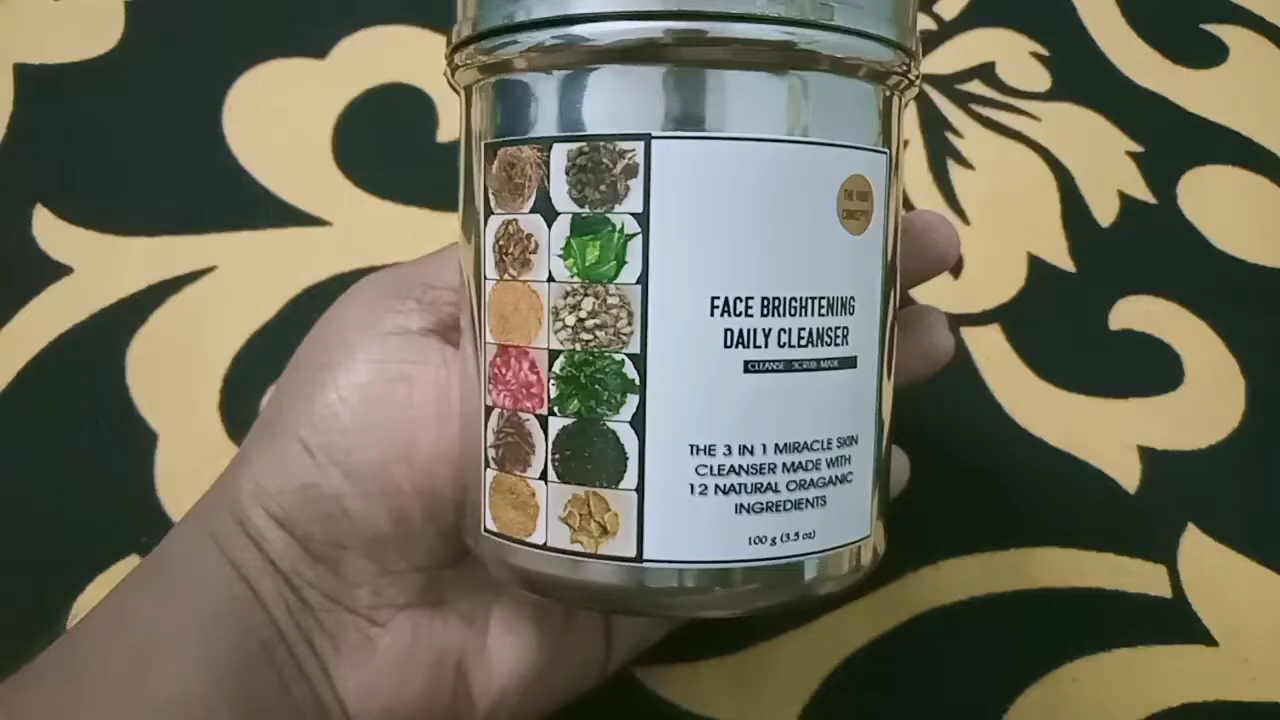 THE
CONCEPTS
FACE BRIGHTENING
DAILY CLEANSER
CLEANSE SCRUB MASK
THE 3 IN 1 MIRACLE SKIN
CLEANSER MADE WITH
12 NATURAL ORAGANIC
INGREDIENTS
100 g (3.5 oz)